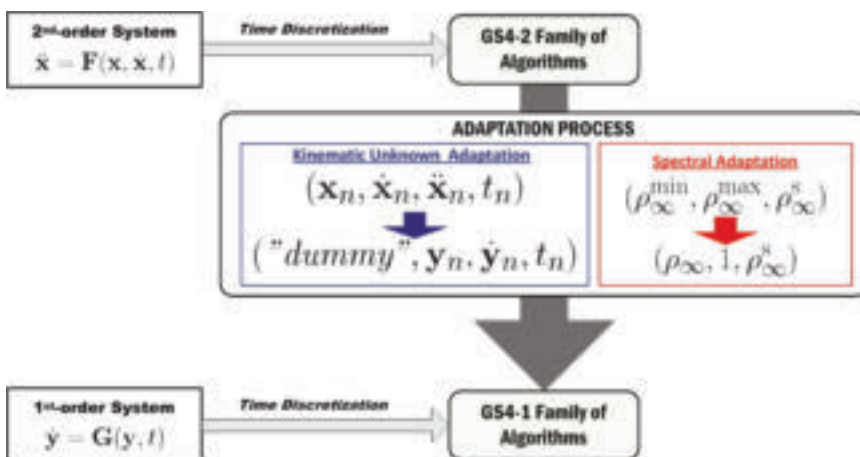 2nd-order System
ẍ = F(x, ẋ, t)
Time Discretization
GS4-2 Family of
Algorithms
ADAPTATION PROCESS
Kinematic Unknown Adaptation
(xₙ, ẋₙ, ẍₙ, tₙ)
("dummy", yₙ, ẏₙ, tₙ)
Spectral Adaptation
(ρ∞^min, ρ∞^max, ρ∞^s)
(ρ∞, 1, ρ∞^s)
1st-order System
ẏ = G(y, t)
Time Discretization
GS4-1 Family of
Algorithms